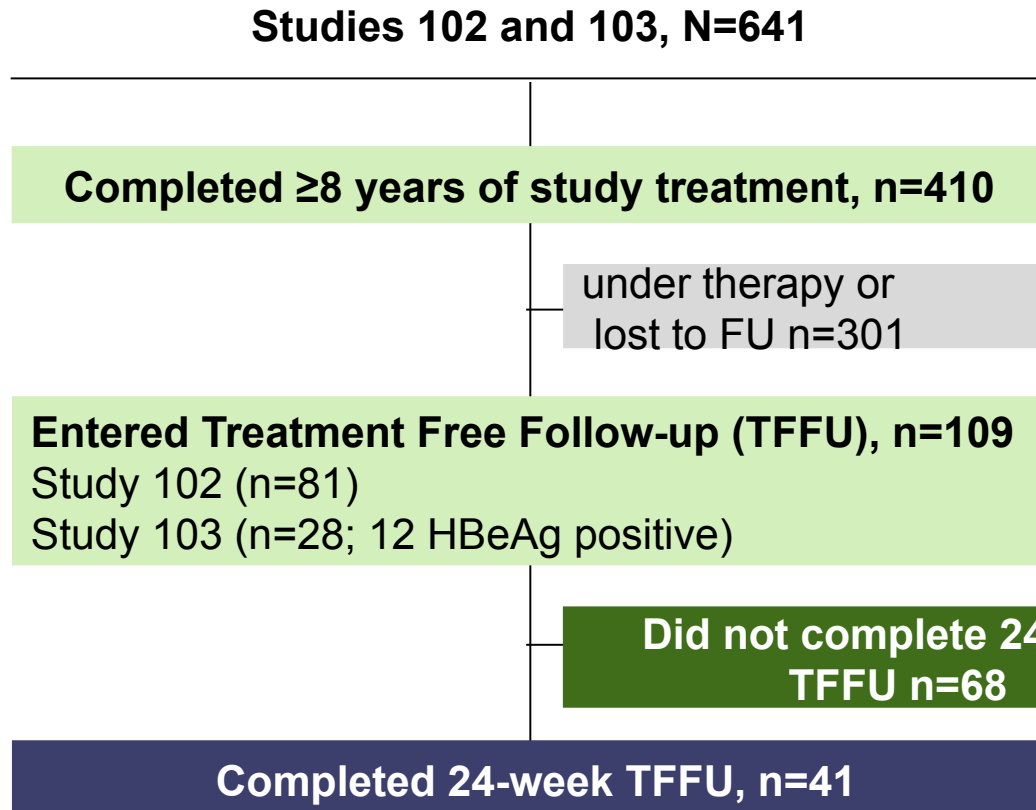 Studies 102 and 103, N=641
Completed ≥8 years of study treatment, n=410
under therapy or
lost to FU n=301
Entered Treatment Free Follow-up (TFFU), n=109
Study 102 (n=81)
Study 103 (n=28; 12 HBeAg positive)
Did not complete 24
TFFU n=68
Completed 24-week TFFU, n=41